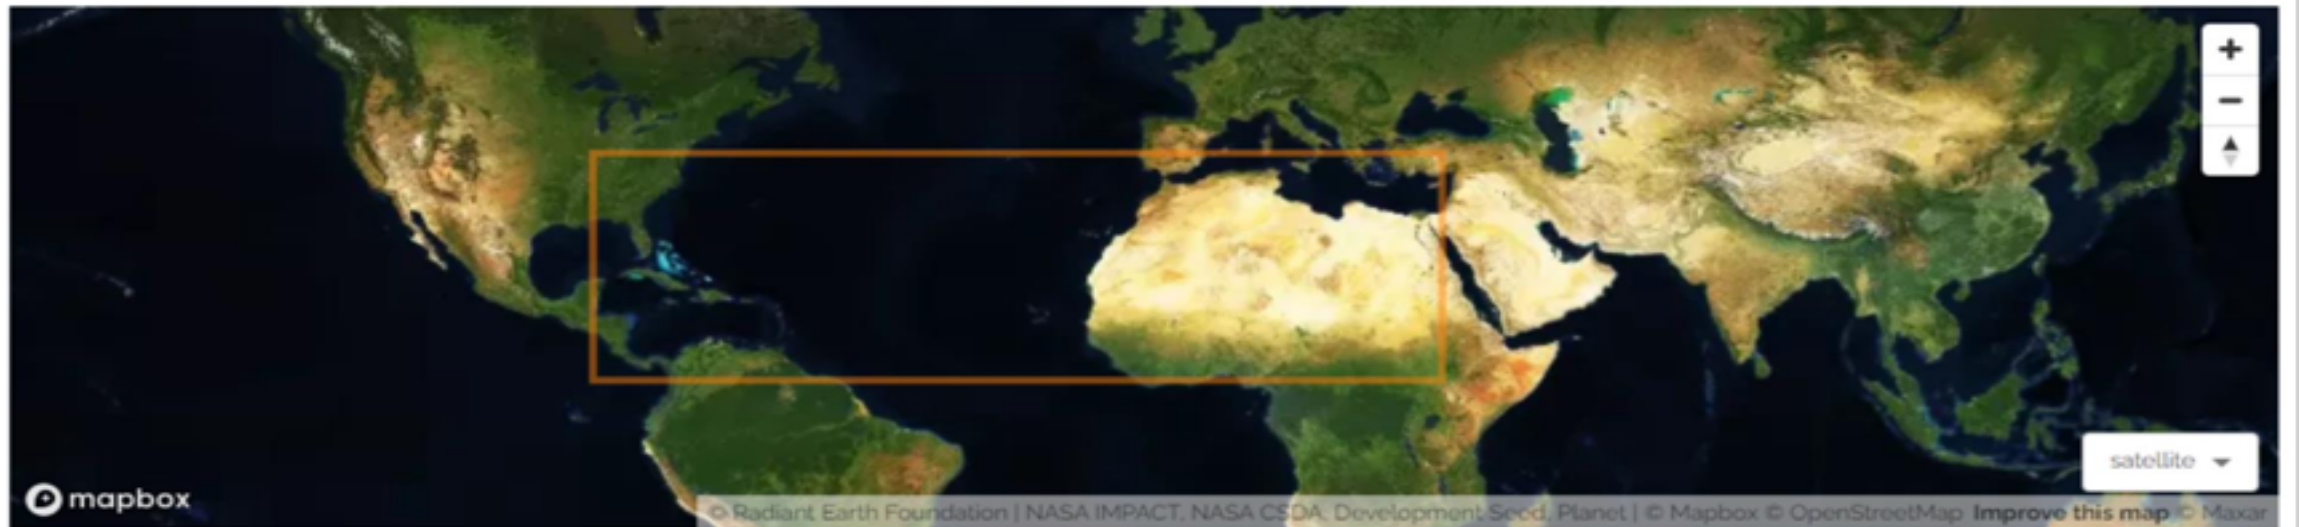 satellite
mapbox
© Radiant Earth Foundation | NASA IMPACT, NASA CSDA, Development Seed, Planet | © Mapbox © OpenStreetMap Improve this map © Maxar